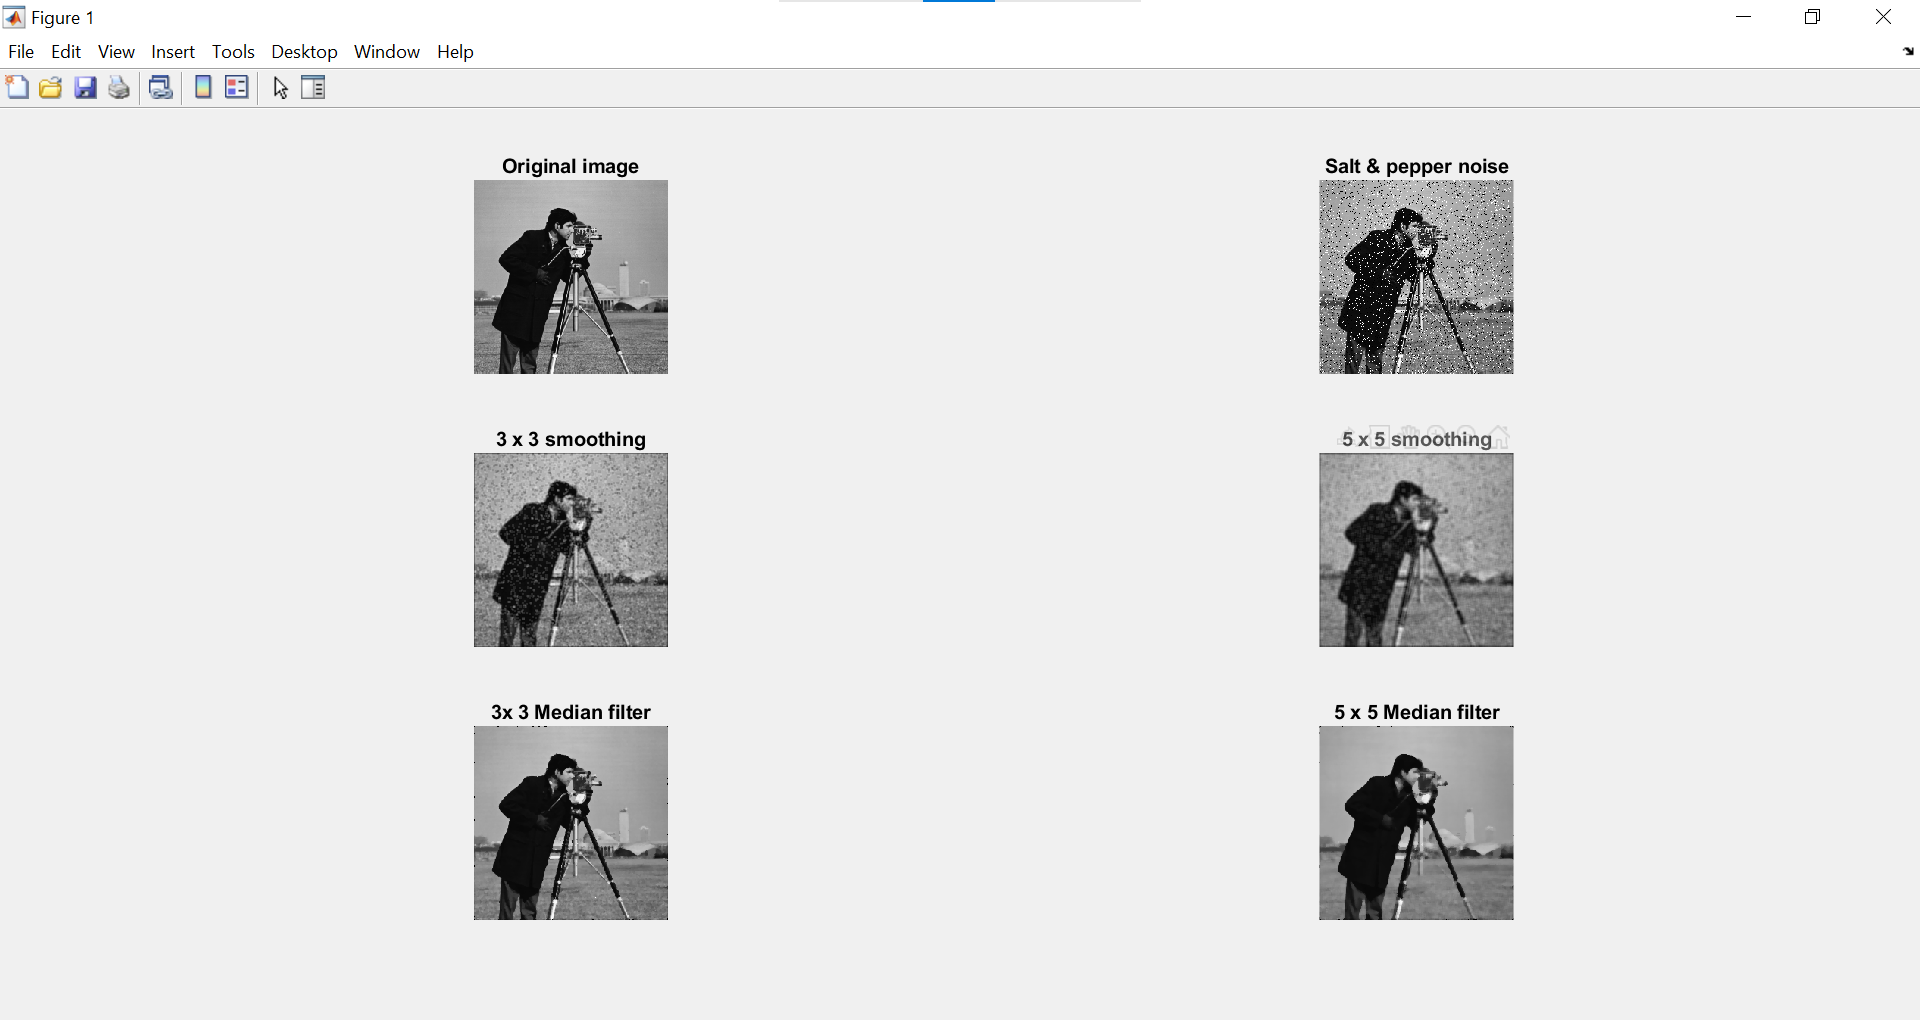 Figure 1
File Edit View Insert Tools Desktop Window Help
Original image
Salt & pepper noise
3 x 3 smoothing
5 x 5 smoothing
3x 3 Median filter
5 x 5 Median filter